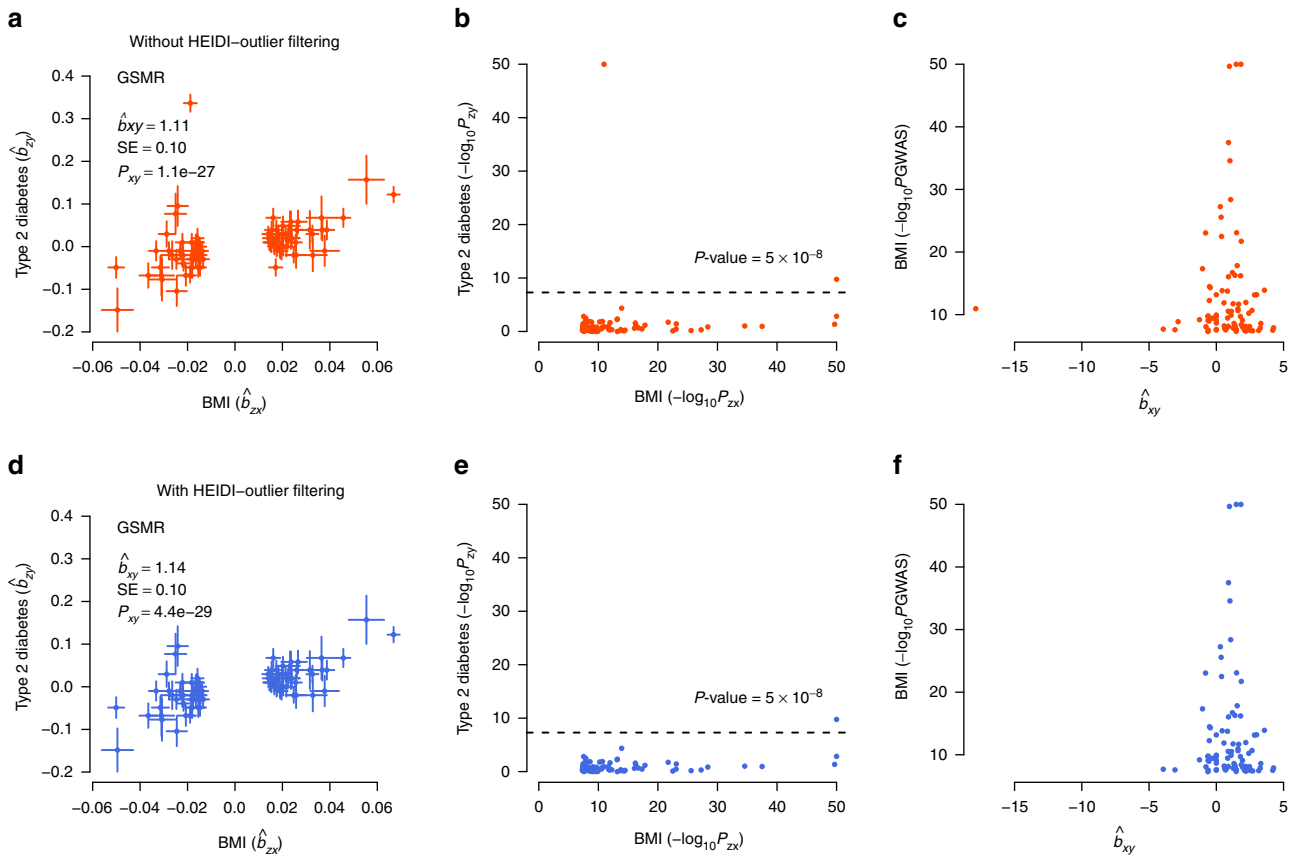 a
Without HEIDI−outlier filtering
GSMR
b̂xy = 1.11
SE = 0.10
Pxy = 1.1e−27
Type 2 diabetes (b̂zy)
0.4
0.3
0.2
0.1
0.0
−0.1
−0.2
−0.06 −0.04 −0.02 0.0 0.02 0.04 0.06
BMI (b̂zx)
b
Type 2 diabetes (−log10Pzy)
50
40
30
20
10
0
P-value = 5 × 10−8
0 10 20 30 40 50
BMI (−log10Pzx)
c
BMI (−log10PGWAS)
50
40
30
20
10
−15 −10 −5 0 5
b̂xy
d
With HEIDI−outlier filtering
GSMR
b̂xy = 1.14
SE = 0.10
Pxy = 4.4e−29
Type 2 diabetes (b̂zy)
0.4
0.3
0.2
0.1
0.0
−0.1
−0.2
−0.06 −0.04 −0.02 0.0 0.02 0.04 0.06
BMI (b̂zx)
e
Type 2 diabetes (−log10Pzy)
50
40
30
20
10
0
P-value = 5 × 10−8
0 10 20 30 40 50
BMI (−log10Pzx)
f
BMI (−log10PGWAS)
50
40
30
20
10
−15 −10 −5 0 5
b̂xy